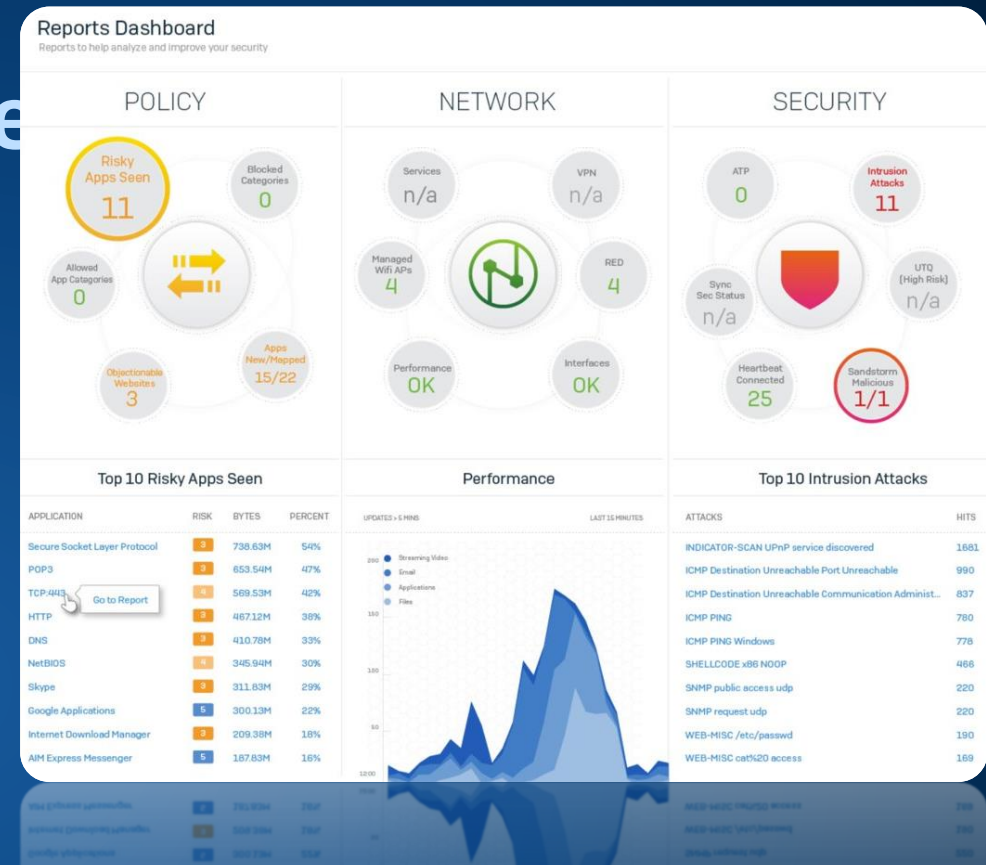 Reports Dashboard
Reports to help analyze and improve your security
POLICY
Risky
Apps Seen
11
Blocked
Categories
0
Allowed
App Categories
0
Apps
New/Mapped
15/22
Objectionable
Websites
3
NETWORK
Services
n/a
VPN
n/a
Managed
Wifi APs
4
RED
4
Performance
OK
Interfaces
OK
SECURITY
ATP
0
Intrusion
Attacks
11
Sync
Sec Status
n/a
UTQ
(High Risk)
n/a
Heartbeat
Connected
25
Sandstorm
Malicious
1/1
Top 10 Risky Apps Seen
APPLICATION RISK BYTES PERCENT
Secure Socket Layer Protocol 3 738.63M 54%
POP3 3 653.54M 47%
TCP:443 4 569.53M 42%
Go to Report
HTTP 3 467.12M 38%
DNS 3 410.78M 33%
NetBIOS 4 345.94M 30%
Skype 3 311.83M 29%
Google Applications 5 300.13M 22%
Internet Download Manager 3 209.38M 18%
AIM Express Messenger 5 187.83M 16%
Performance
UPDATES > 5 MINS LAST 15 MINUTES
200
Streaming Video
Email
Applications
Files
150
100
50
12:00
Top 10 Intrusion Attacks
ATTACKS HITS
INDICATOR-SCAN UPnP service discovered 1681
ICMP Destination Unreachable Port Unreachable 990
ICMP Destination Unreachable Communication Administ... 837
ICMP PING 780
ICMP PING Windows 778
SHELLCODE x86 NOOP 466
SNMP public access udp 220
SNMP request udp 220
WEB-MISC /etc/passwd 190
WEB-MISC cat%20 access 169